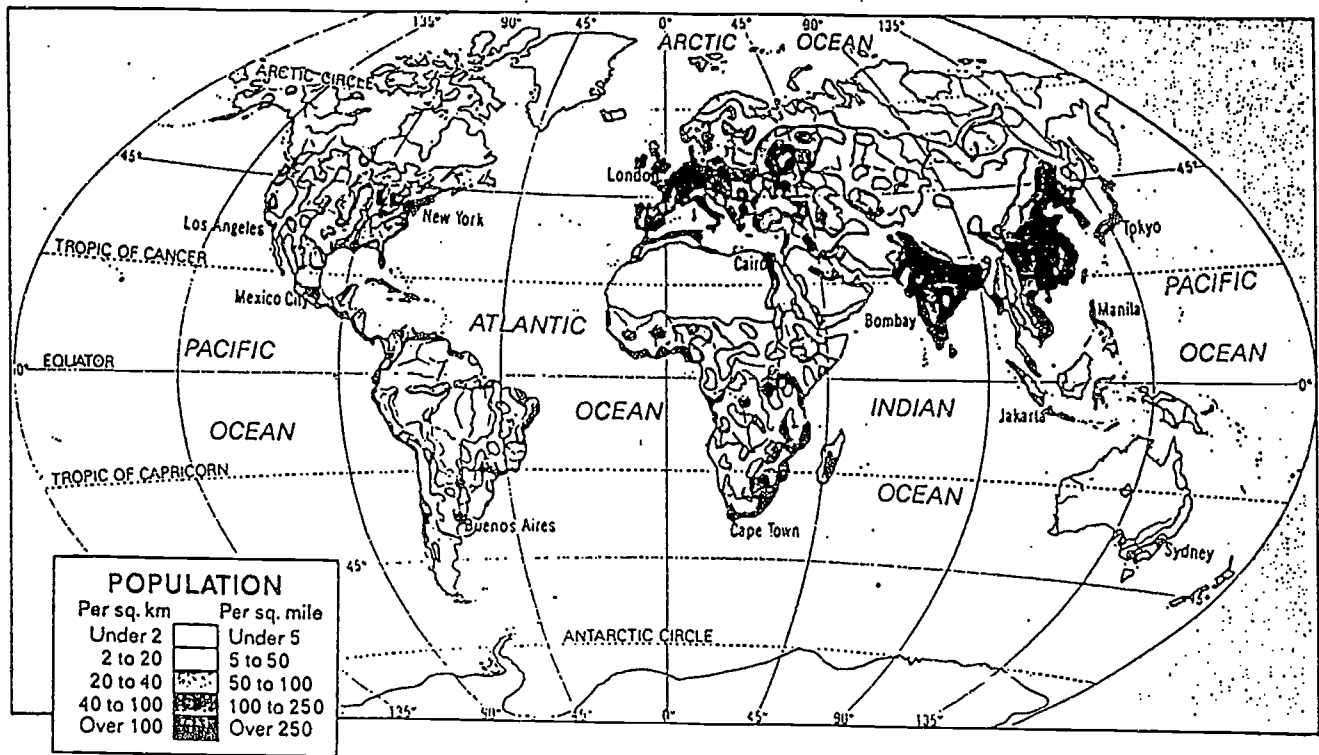 135° 90° 45° 0° 45° 90° 135°
ARCTIC OCEAN
ARCTIC CIRCLE
45°
45°
London
New York
Los Angeles
Tokyo
TROPIC OF CANCER
Cairo
PACIFIC
Mexico City
Manila
ATLANTIC
Bombay
PACIFIC
OCEAN
EQUATOR
0°
0°
OCEAN
INDIAN
Jakarta
OCEAN
TROPIC OF CAPRICORN
OCEAN
Buenos Aires
Cape Town
Sydney
45°
45°
ANTARCTIC CIRCLE
135° 90° 45° 0° 45° 90° 135°
POPULATION
Per sq. km Per sq. mile
Under 2 Under 5
2 to 20 5 to 50
20 to 40 50 to 100
40 to 100 100 to 250
Over 100 Over 250